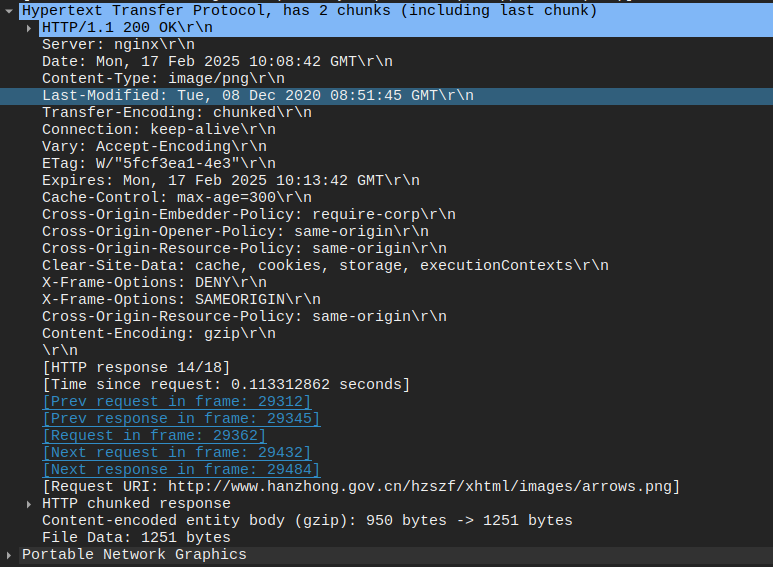 Hypertext Transfer Protocol, has 2 chunks (including last chunk)
HTTP/1.1 200 OK\r\n
Server: nginx\r\n
Date: Mon, 17 Feb 2025 10:08:42 GMT\r\n
Content-Type: image/png\r\n
Last-Modified: Tue, 08 Dec 2020 08:51:45 GMT\r\n
Transfer-Encoding: chunked\r\n
Connection: keep-alive\r\n
Vary: Accept-Encoding\r\n
ETag: W/"5fcf3ea1-4e3"\r\n
Expires: Mon, 17 Feb 2025 10:13:42 GMT\r\n
Cache-Control: max-age=300\r\n
Cross-Origin-Embedder-Policy: require-corp\r\n
Cross-Origin-Opener-Policy: same-origin\r\n
Cross-Origin-Resource-Policy: same-origin\r\n
Clear-Site-Data: cache, cookies, storage, executionContexts\r\n
X-Frame-Options: DENY\r\n
X-Frame-Options: SAMEORIGIN\r\n
Cross-Origin-Resource-Policy: same-origin\r\n
Content-Encoding: gzip\r\n
\r\n
[HTTP response 14/18]
[Time since request: 0.113312862 seconds]
[Prev request in frame: 29312]
[Prev response in frame: 29345]
[Request in frame: 29362]
[Next request in frame: 29432]
[Next response in frame: 29484]
[Request URI: http://www.hanzhong.gov.cn/hzszf/xhtml/images/arrows.png]
HTTP chunked response
Content-encoded entity body (gzip): 950 bytes -> 1251 bytes
File Data: 1251 bytes
Portable Network Graphics